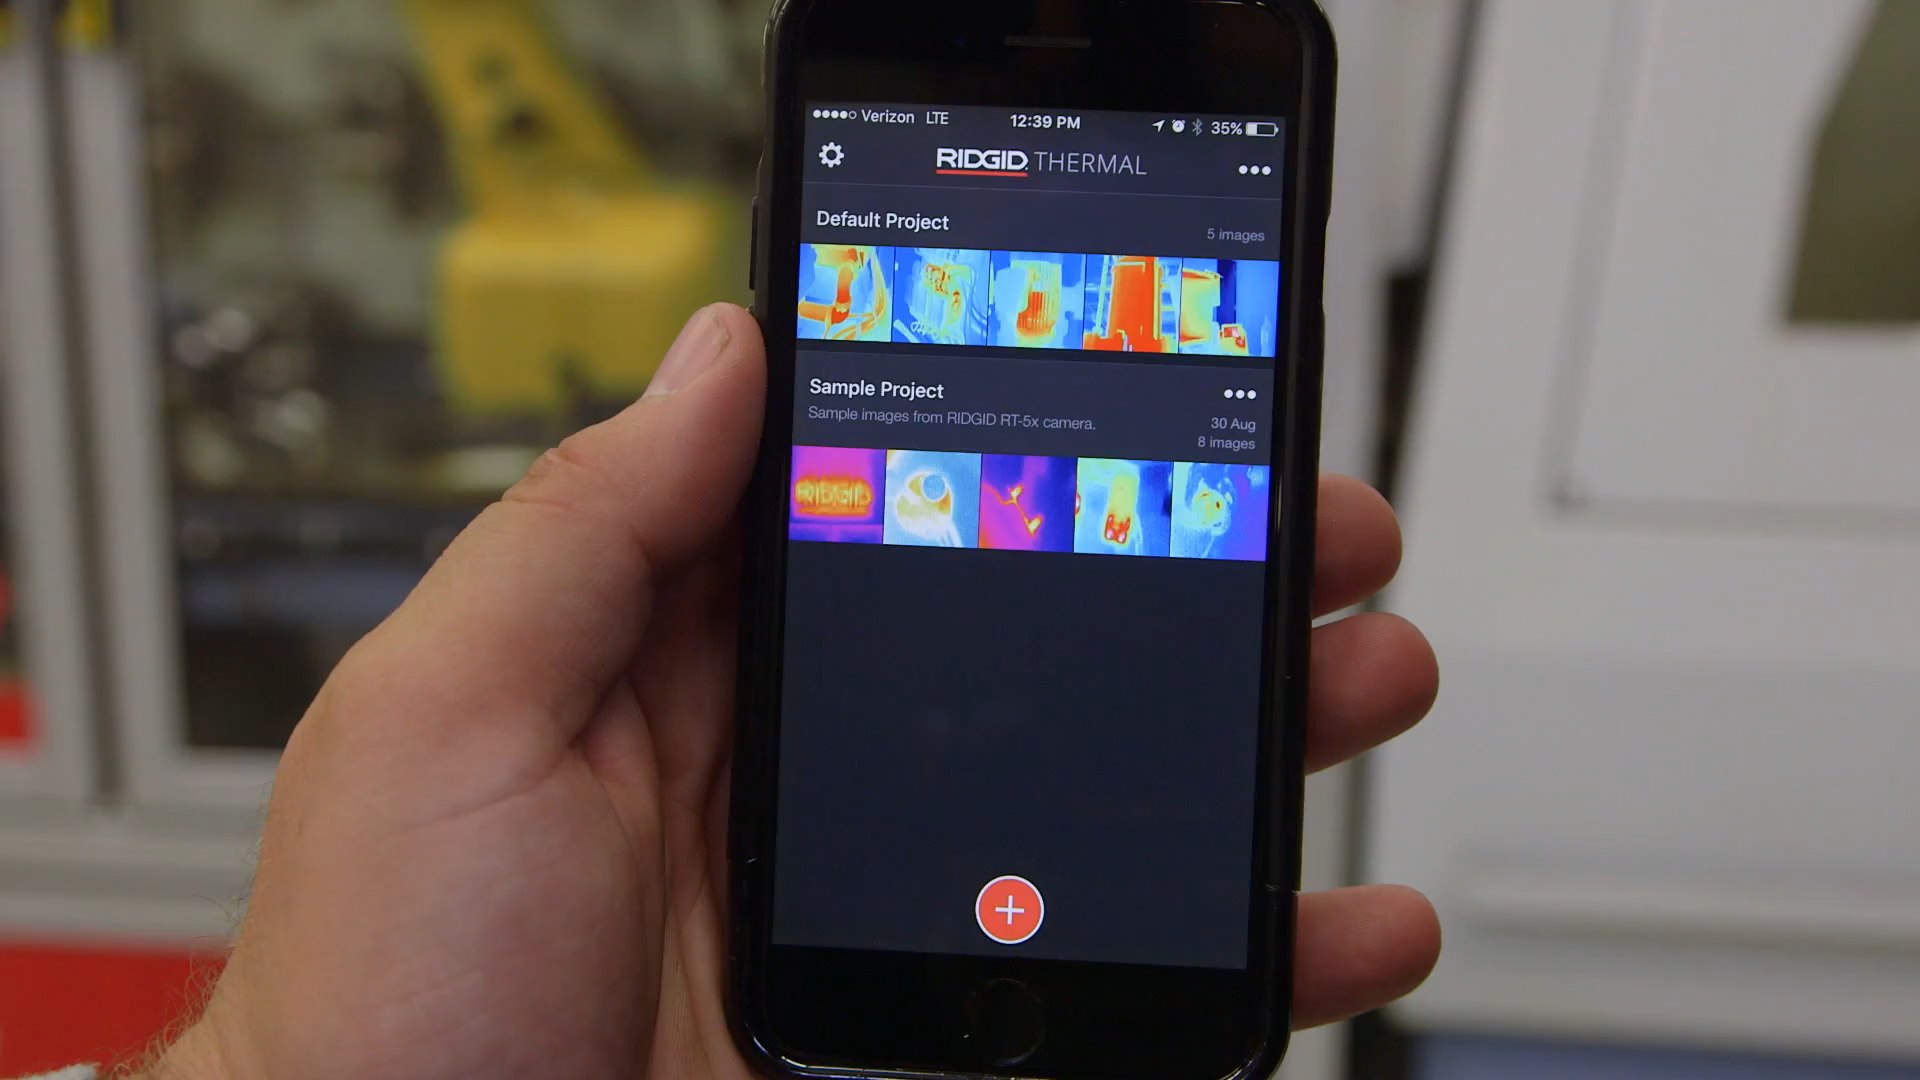 Verizon LTE 12:39 PM 35%
RIDGID THERMAL
Default Project
5 images
Sample Project
Sample images from RIDGID RT-5x camera.
30 Aug
8 images
RIDGID